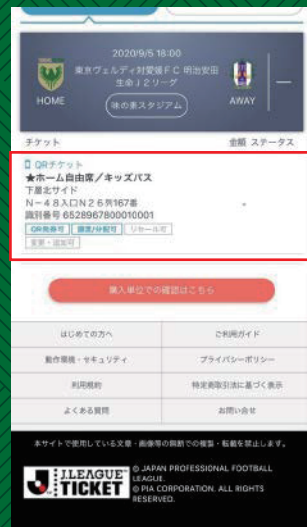 2020/9/5 18:00
東京ヴェルディ対愛媛FC 明治安田
生命J2リーグ
HOME
味の素スタジアム
AWAY
チケット
金額 ステータス
QRチケット
★ホーム自由席/キッズパス
下層北サイド
N-48入口N26列167番
識別番号 6528967800010001
-
QR発券可 譲渡/分配可 リセール可
変更・追加可
購入単位での確認はこちら
はじめての方へ
ご利用ガイド
動作環境・セキュリティ
プライバシーポリシー
利用規約
特定商取引法に基づく表示
よくある質問
お問い合せ
本サイトで使用している文章・画像等の無断での複製・転載を禁止します。
J.LEAGUE
TICKET
© JAPAN PROFESSIONAL FOOTBALL
LEAGUE.
© PIA CORPORATION. ALL RIGHTS
RESERVED.